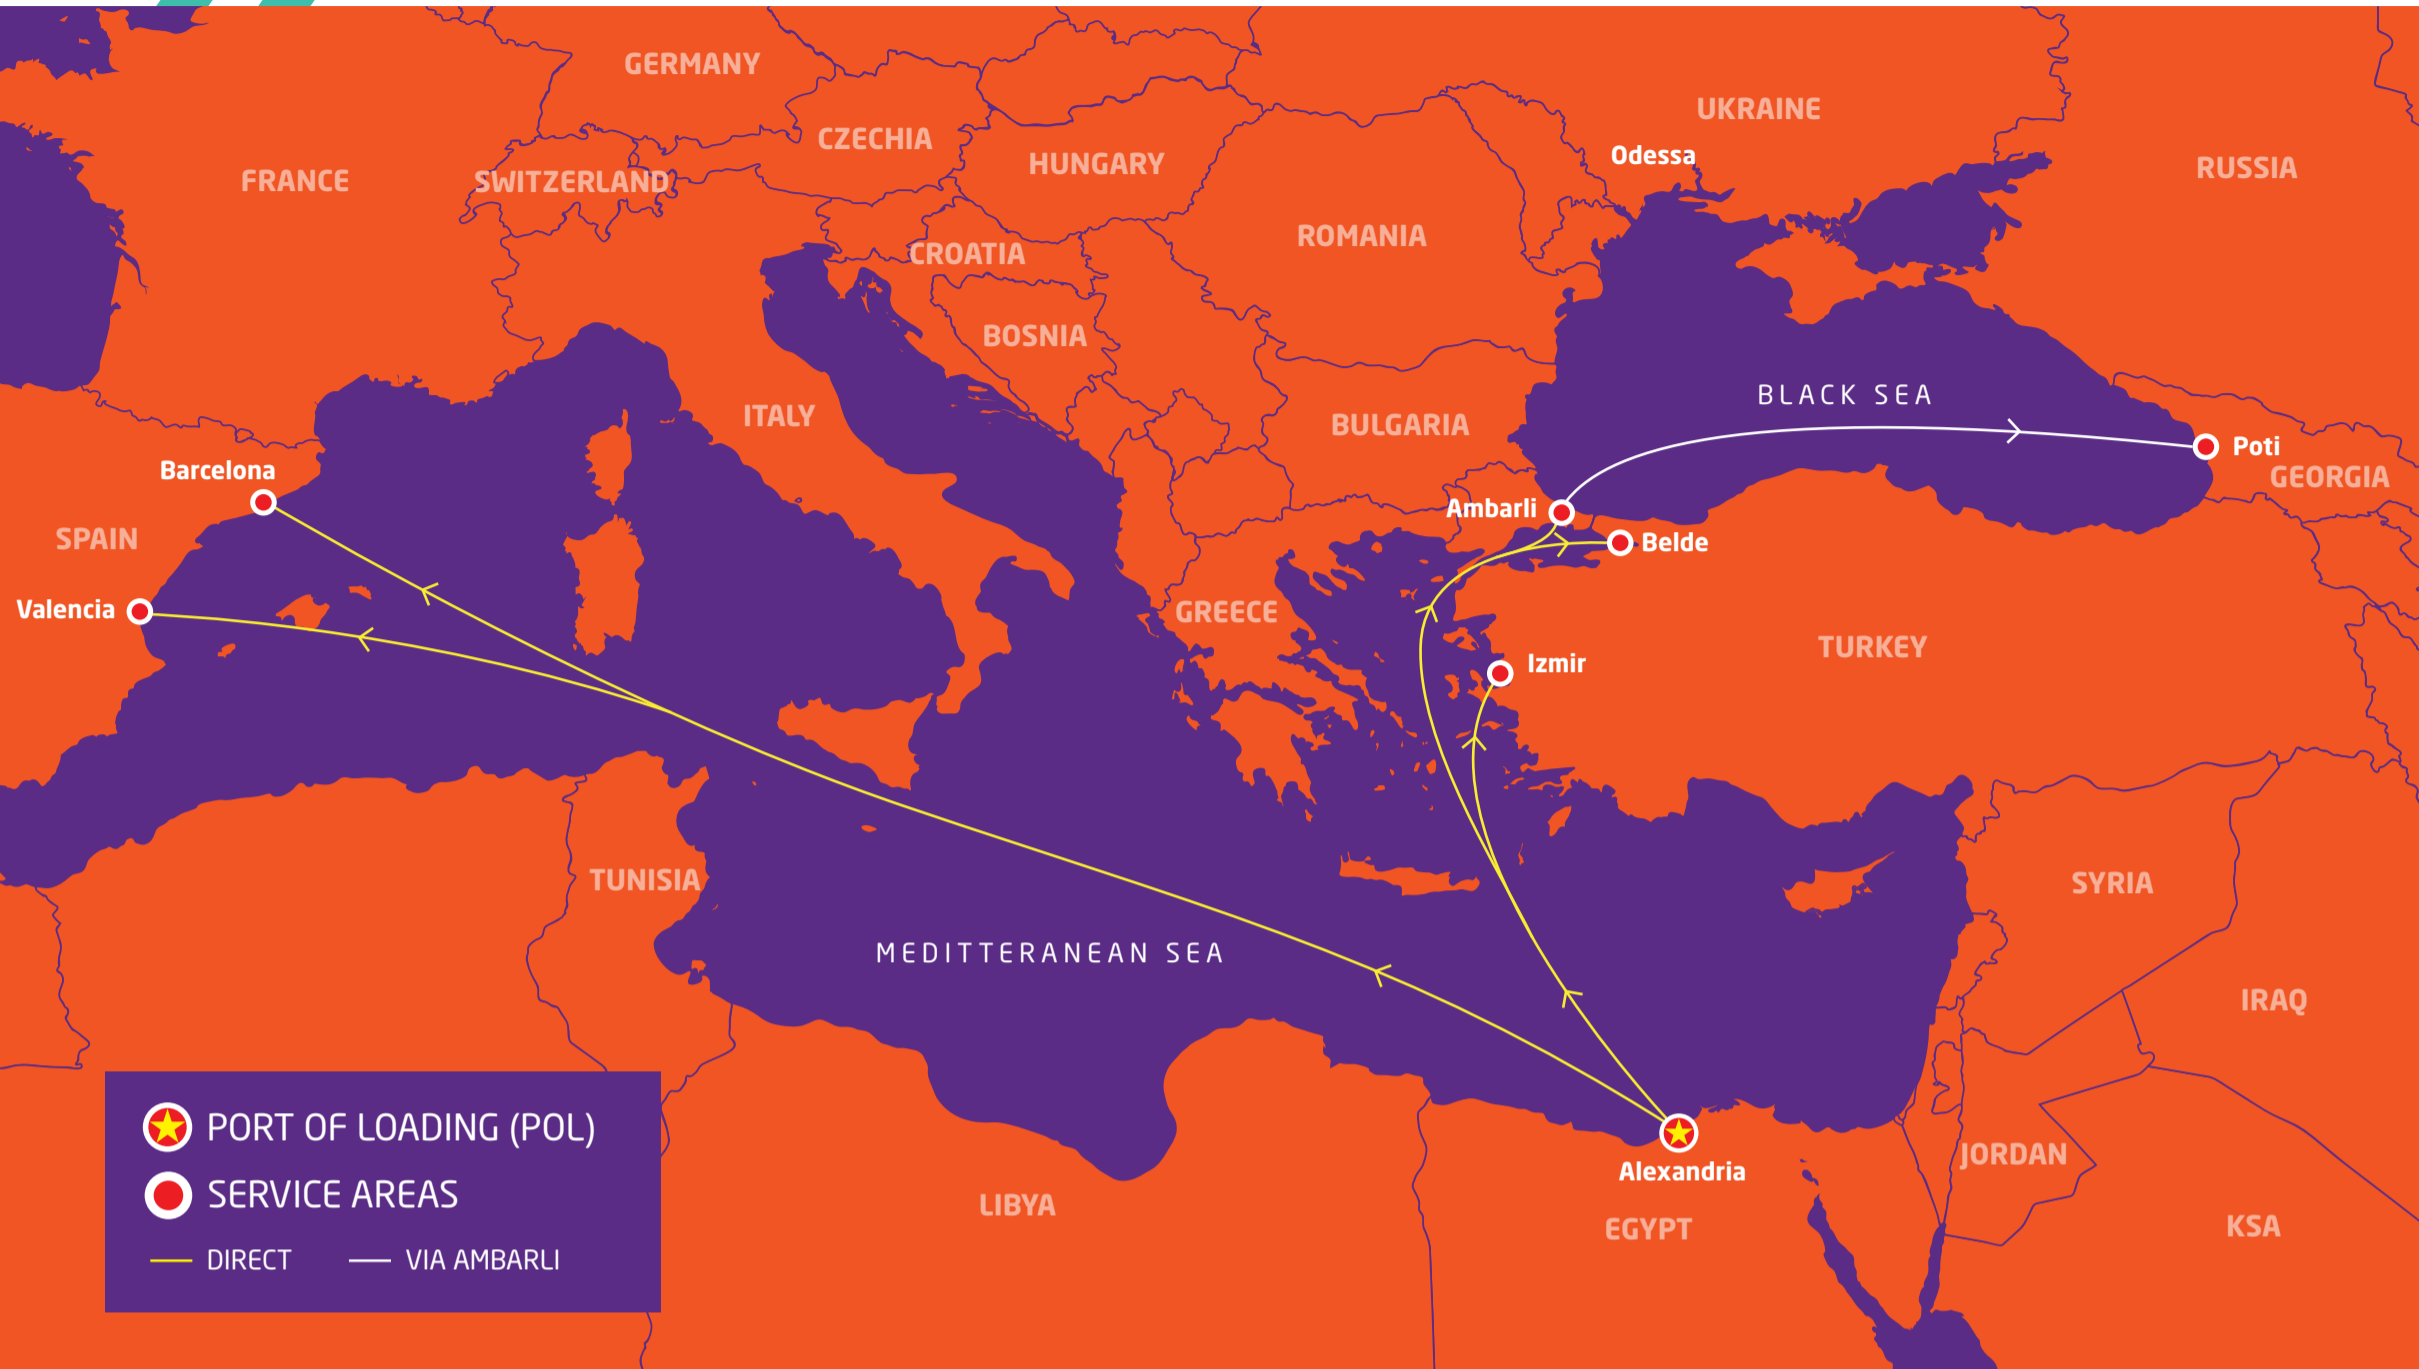 GERMANY
UKRAINE
CZECHIA
Odessa
HUNGARY
RUSSIA
FRANCE
SWITZERLAND
ROMANIA
CROATIA
BOSNIA
BLACK SEA
ITALY
BULGARIA
Poti
Barcelona
GEORGIA
Ambarli
SPAIN
Belde
Valencia
GREECE
TURKEY
Izmir
TUNISIA
SYRIA
MEDITTERANEAN SEA
IRAQ
PORT OF LOADING (POL)
JORDAN
Alexandria
SERVICE AREAS
LIBYA
EGYPT
KSA
DIRECT
VIA AMBARLI